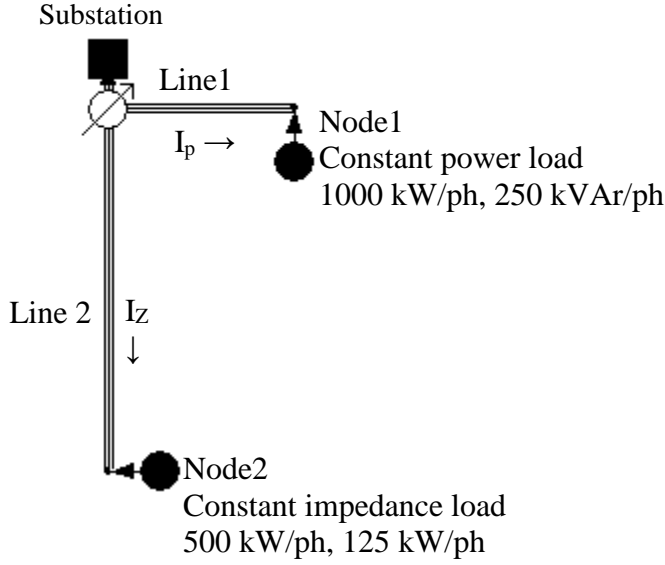 Substation
Line1
Iₚ →
Node1
Constant power load
1000 kW/ph, 250 kVAr/ph
Line 2
I_Z
↓
Node2
Constant impedance load
500 kW/ph, 125 kW/ph